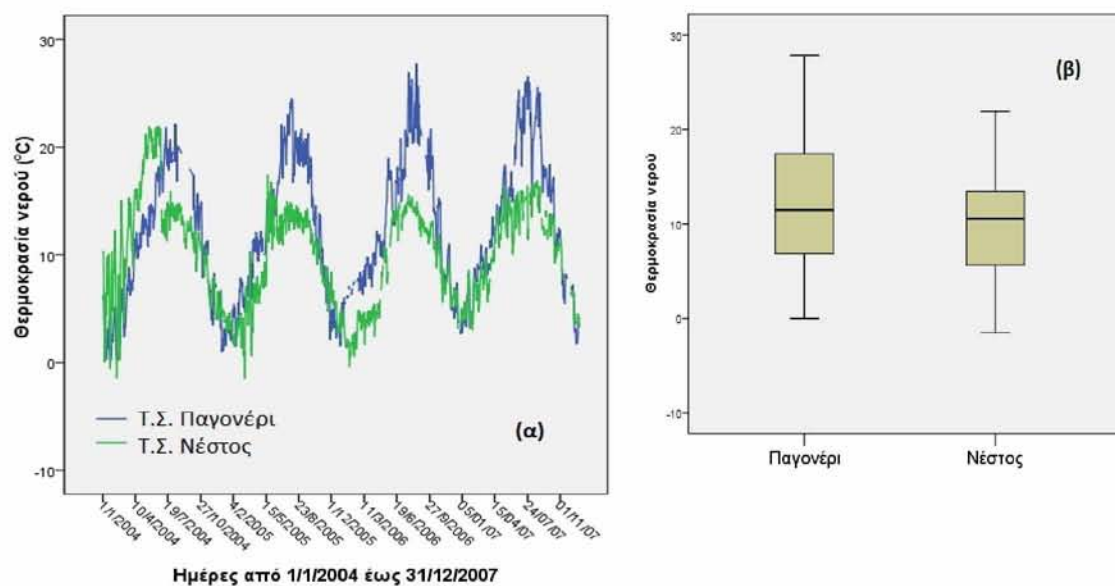 Θερμοκρασία νερού (°C)
30
20
10
0
-10
Τ.Σ. Παγονέρι
Τ.Σ. Νέστος
(α)
1/1/2004
10/4/2004
19/7/2004
27/10/2004
4/2/2005
15/5/2005
23/8/2005
1/12/2005
11/3/2006
19/6/2006
27/9/2006
05/01/07
15/04/07
24/07/07
01/11/07
Ημέρες από 1/1/2004 έως 31/12/2007
(β)
Θερμοκρασία νερού
30
20
10
0
-10
Παγονέρι
Νέστος